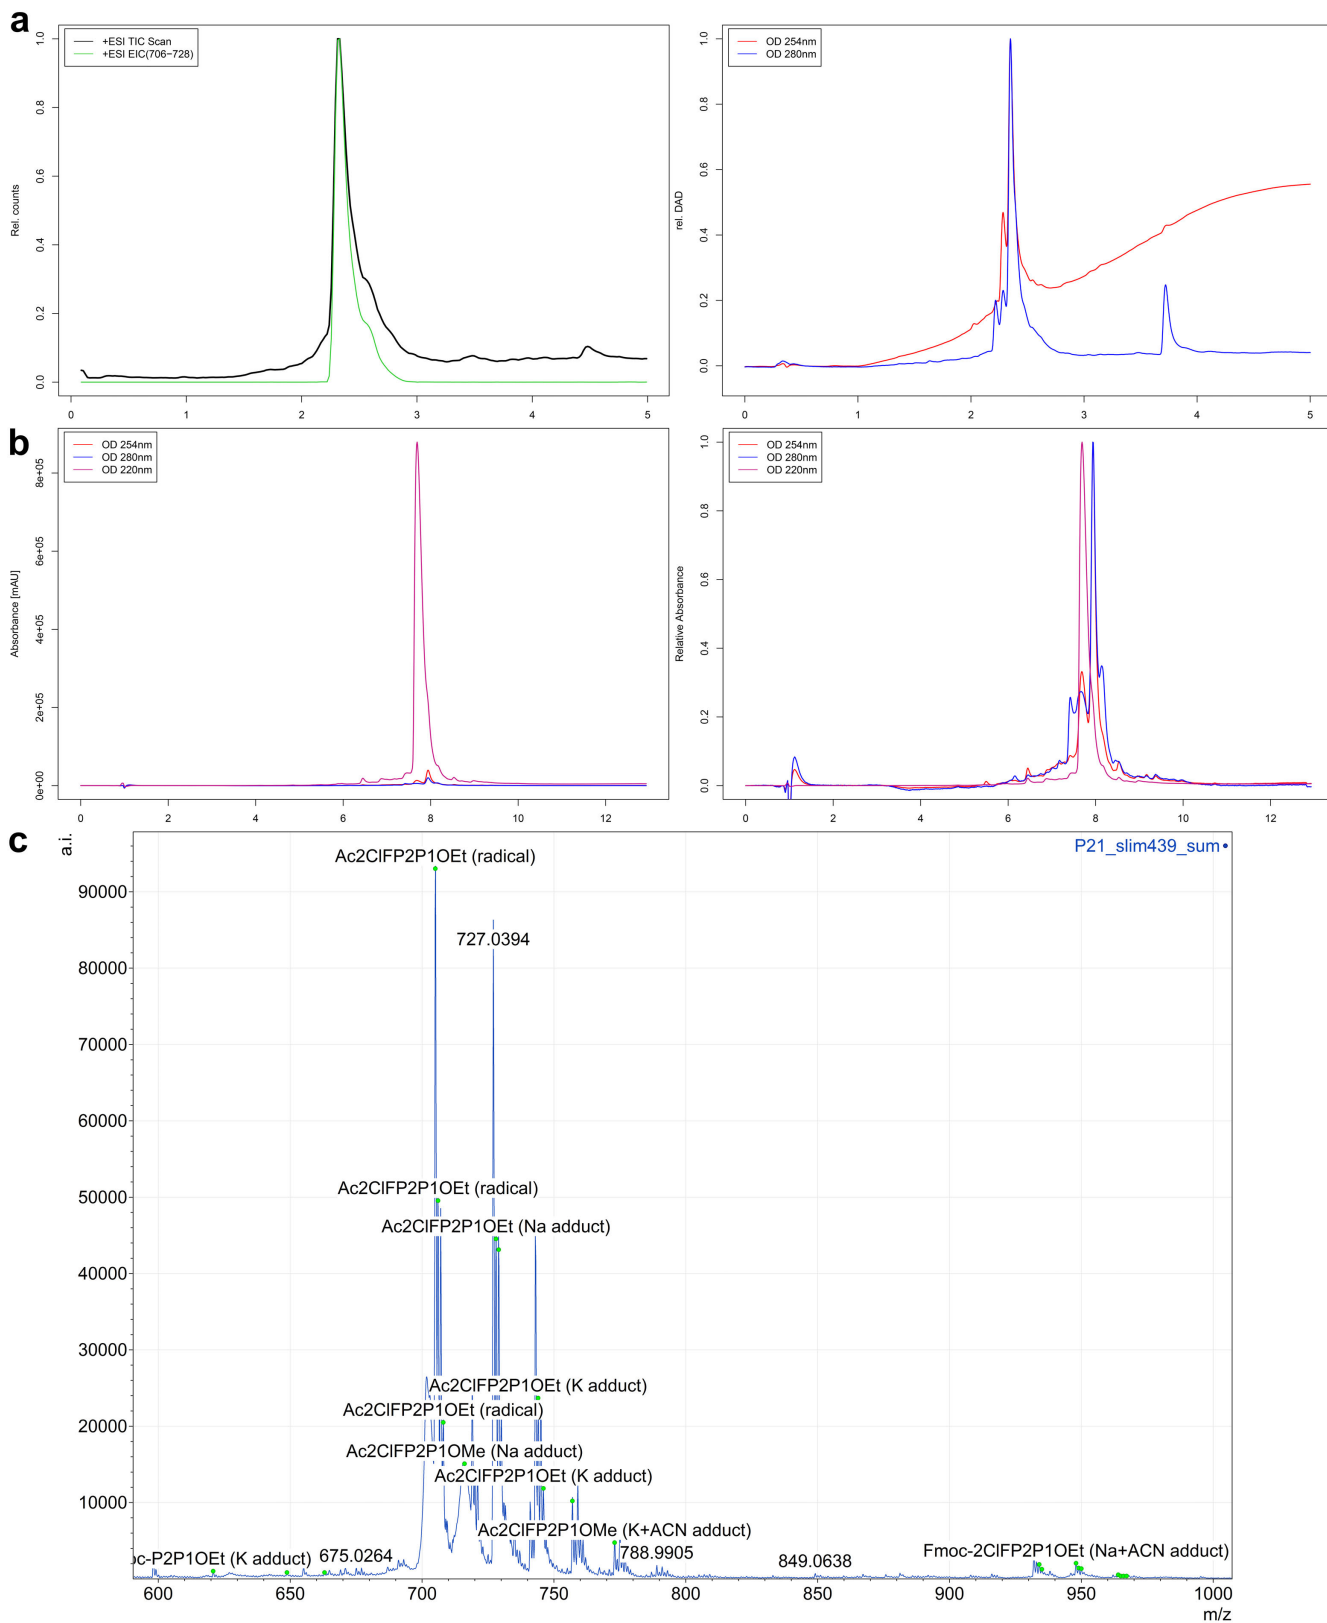 a
+ESI TIC Scan
+ESI EIC(706−728)
Rel. counts
0.0
0.2
0.4
0.6
0.8
1.0
0 1 2 3 4 5
OD 254nm
OD 280nm
rel. DAD
0.0
0.2
0.4
0.6
0.8
1.0
0 1 2 3 4 5
b
OD 254nm
OD 280nm
OD 220nm
Absorbance [mAU]
0e+00
2e+05
4e+05
6e+05
8e+05
0 2 4 6 8 10 12
OD 254nm
OD 280nm
OD 220nm
Relative Absorbance
0.0
0.2
0.4
0.6
0.8
1.0
0 2 4 6 8 10 12
c
a.i.
P21_slim439_sum
Ac2ClFP2P1OEt (radical)
90000
727.0394
80000
70000
60000
Ac2ClFP2P1OEt (radical)
50000
Ac2ClFP2P1OEt (Na adduct)
40000
30000
Ac2ClFP2P1OEt (K adduct)
Ac2ClFP2P1OEt (radical)
20000
Ac2ClFP2P1OMe (Na adduct)
Ac2ClFP2P1OEt (K adduct)
10000
Ac2ClFP2P1OMe (K+ACN adduct)
oc-P2P1OEt (K adduct) 675.0264 788.9905 849.0638 Fmoc-2ClFP2P1OEt (Na+ACN adduct)
600 650 700 750 800 850 900 950 1000
m/z